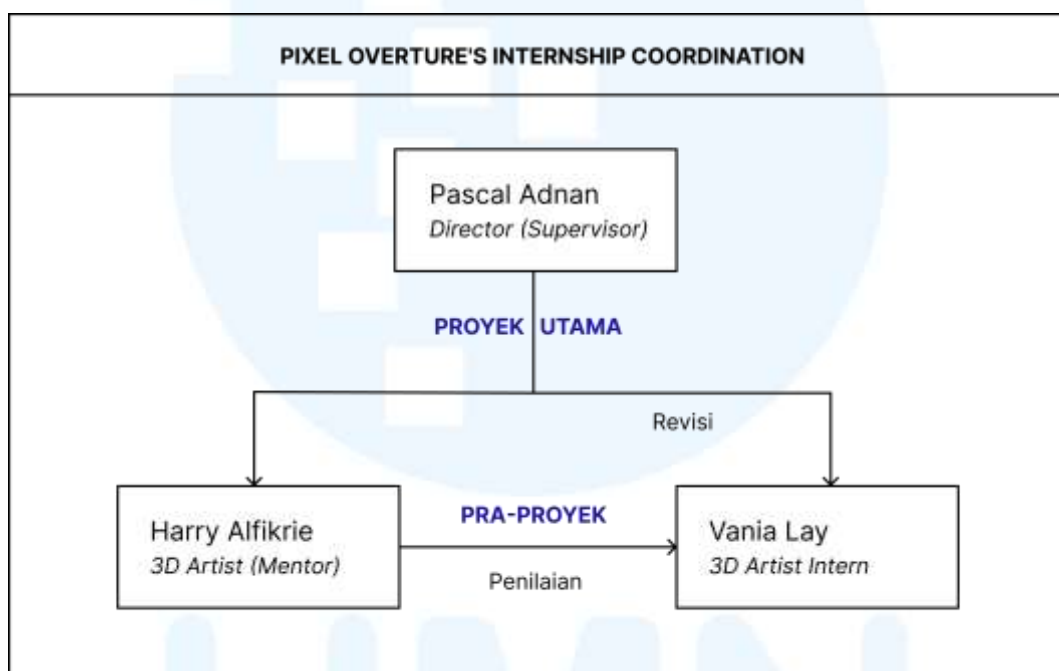 PIXEL OVERTURE'S INTERNSHIP COORDINATION
Pascal Adnan
Director (Supervisor)
PROYEK UTAMA
Revisi
Harry Alfikrie
3D Artist (Mentor)
PRA-PROYEK
Penilaian
Vania Lay
3D Artist Intern